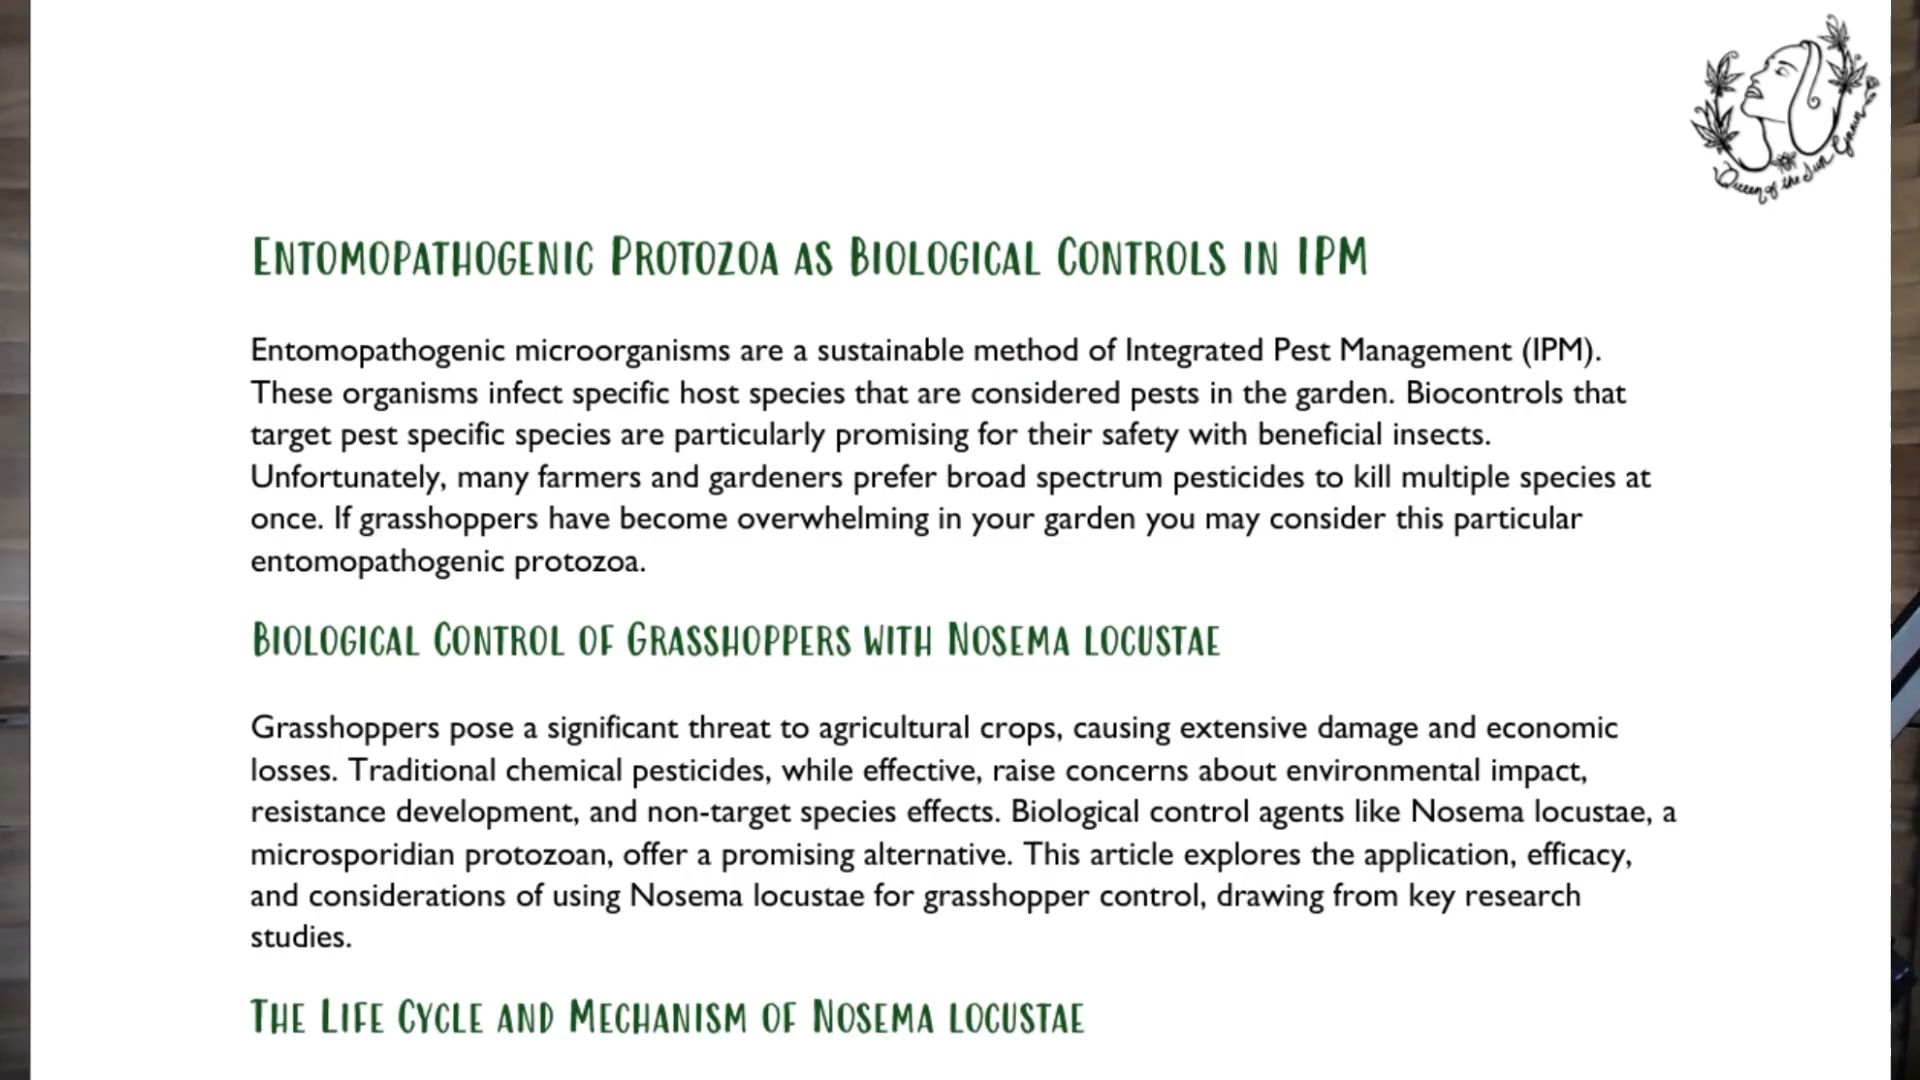 Queen of the Sun Grown
ENTOMOPATHOGENIC PROTOZOA AS BIOLOGICAL CONTROLS IN IPM
Entomopathogenic microorganisms are a sustainable method of Integrated Pest Management (IPM).
These organisms infect specific host species that are considered pests in the garden. Biocontrols that
target pest specific species are particularly promising for their safety with beneficial insects.
Unfortunately, many farmers and gardeners prefer broad spectrum pesticides to kill multiple species at
once. If grasshoppers have become overwhelming in your garden you may consider this particular
entomopathogenic protozoa.
BIOLOGICAL CONTROL OF GRASSHOPPERS WITH NOSEMA LOCUSTAE
Grasshoppers pose a significant threat to agricultural crops, causing extensive damage and economic
losses. Traditional chemical pesticides, while effective, raise concerns about environmental impact,
resistance development, and non-target species effects. Biological control agents like Nosema locustae, a
microsporidian protozoan, offer a promising alternative. This article explores the application, efficacy,
and considerations of using Nosema locustae for grasshopper control, drawing from key research
studies.
THE LIFE CYCLE AND MECHANISM OF NOSEMA LOCUSTAE